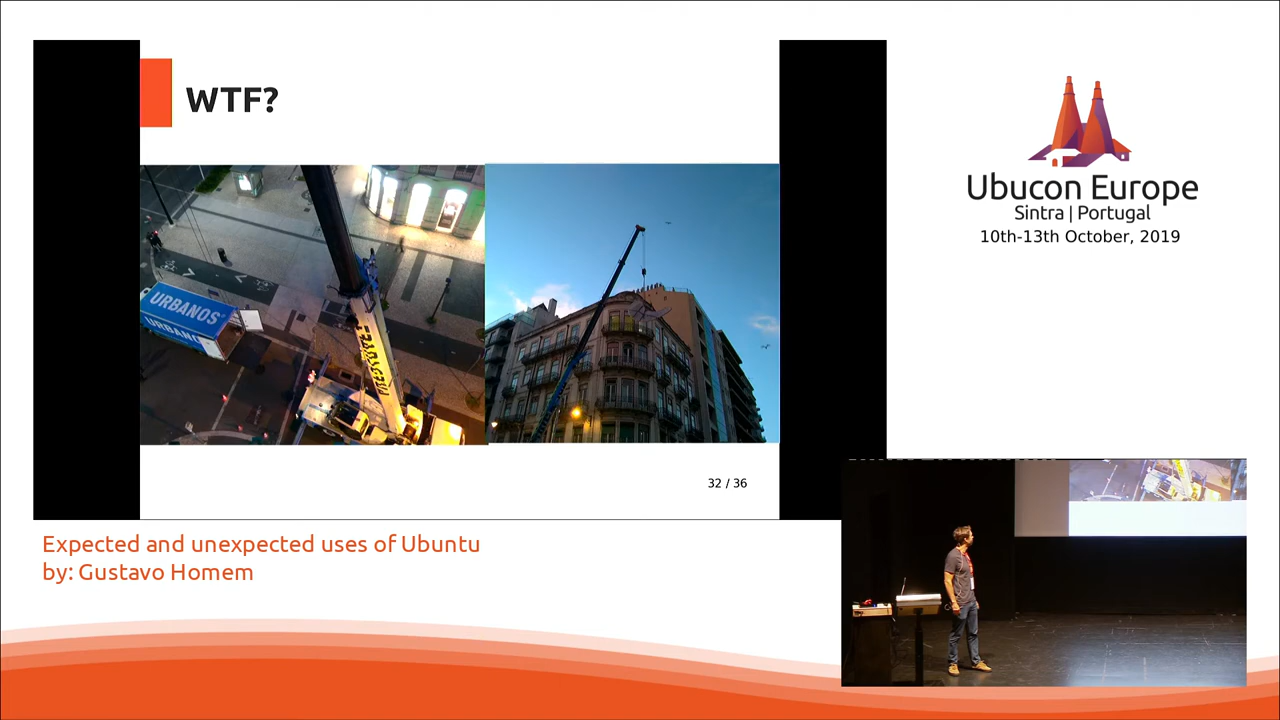 WTF?
URBANOS
URBANO
32 / 36
Ubucon Europe
Sintra | Portugal
10th-13th October, 2019
Expected and unexpected uses of Ubuntu
by: Gustavo Homem